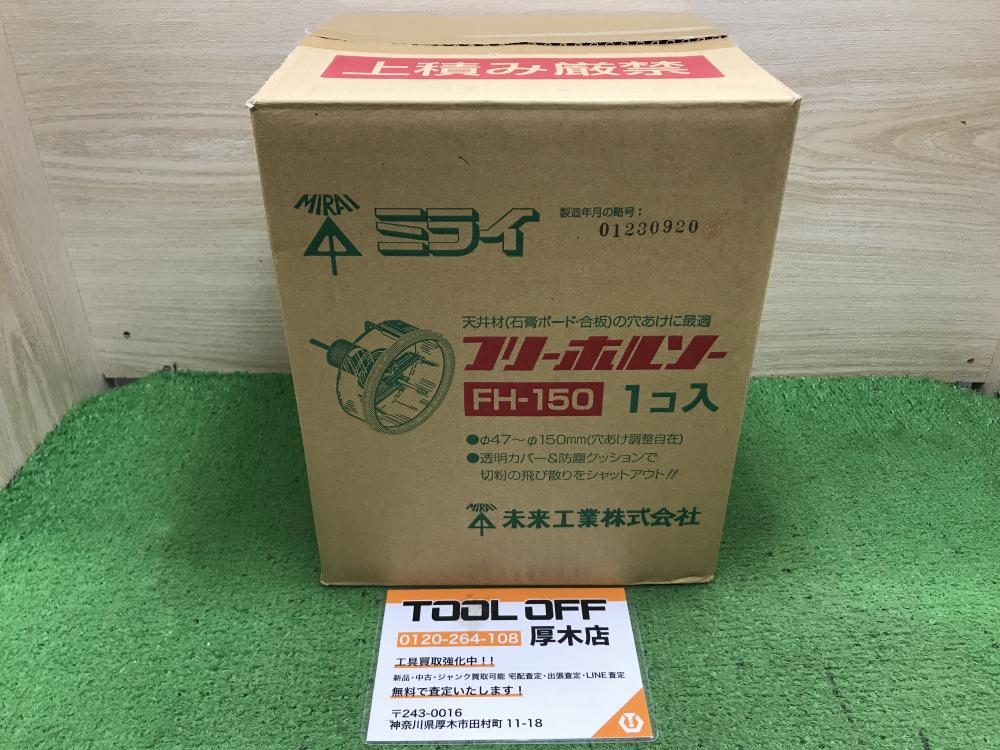 上積み厳禁
MIRAI
ミライ
製造年月の略号：
01230920
天井材(石膏ボード・合板)の穴あけに最適
フリーホルソー
FH-150 1コ入
●φ47～φ150mm(穴あけ調整自在)
●透明カバー&防塵クッションで
切粉の飛び散りをシャットアウト!!
MIRAI
未来工業株式会社
TOOL OFF
0120-264-108 厚木店
工具買取強化中！！
新品・中古・ジャンク買取可能 宅配査定・出張査定・LINE査定
無料で査定いたします！
〒243-0016
神奈川県厚木市田村町 11-18